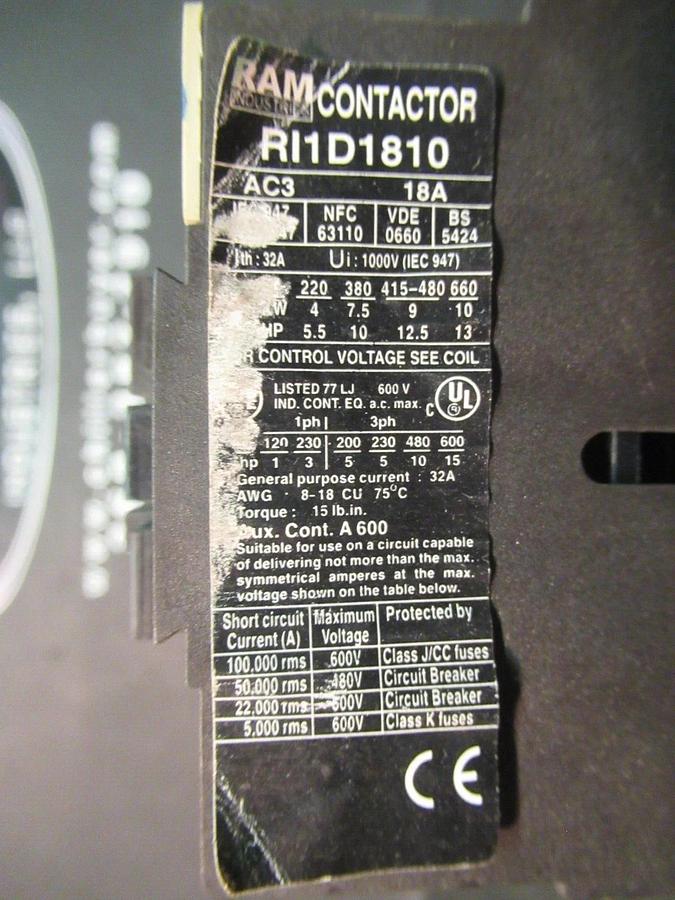 RAM
INDUSTRIES
CONTACTOR
RI1D1810
AC3 18A
NFC VDE BS
63110 0660 5424
Ith : 32A Ui : 1000V (IEC 947)
220 380 415-480 660
4 7.5 9 10
HP 5.5 10 12.5 13
CONTROL VOLTAGE SEE COIL
LISTED 77 LJ 600 V
IND. CONT. EQ. a.c. max. C UL
1ph 3ph
120 230 200 230 480 600
hp 1 3 5 5 10 15
General purpose current : 32A
AWG : 8-18 CU 75°C
Torque : 15 lb.in.
Aux. Cont. A 600
Suitable for use on a circuit capable
of delivering not more than the max.
symmetrical amperes at the max.
voltage shown on the table below.
Short circuit Maximum Protected by
Current (A) Voltage
100.000 rms 600V Class J/CC fuses
50.000 rms 480V Circuit Breaker
22.000 rms 600V Circuit Breaker
5.000 rms 600V Class K fuses
CE